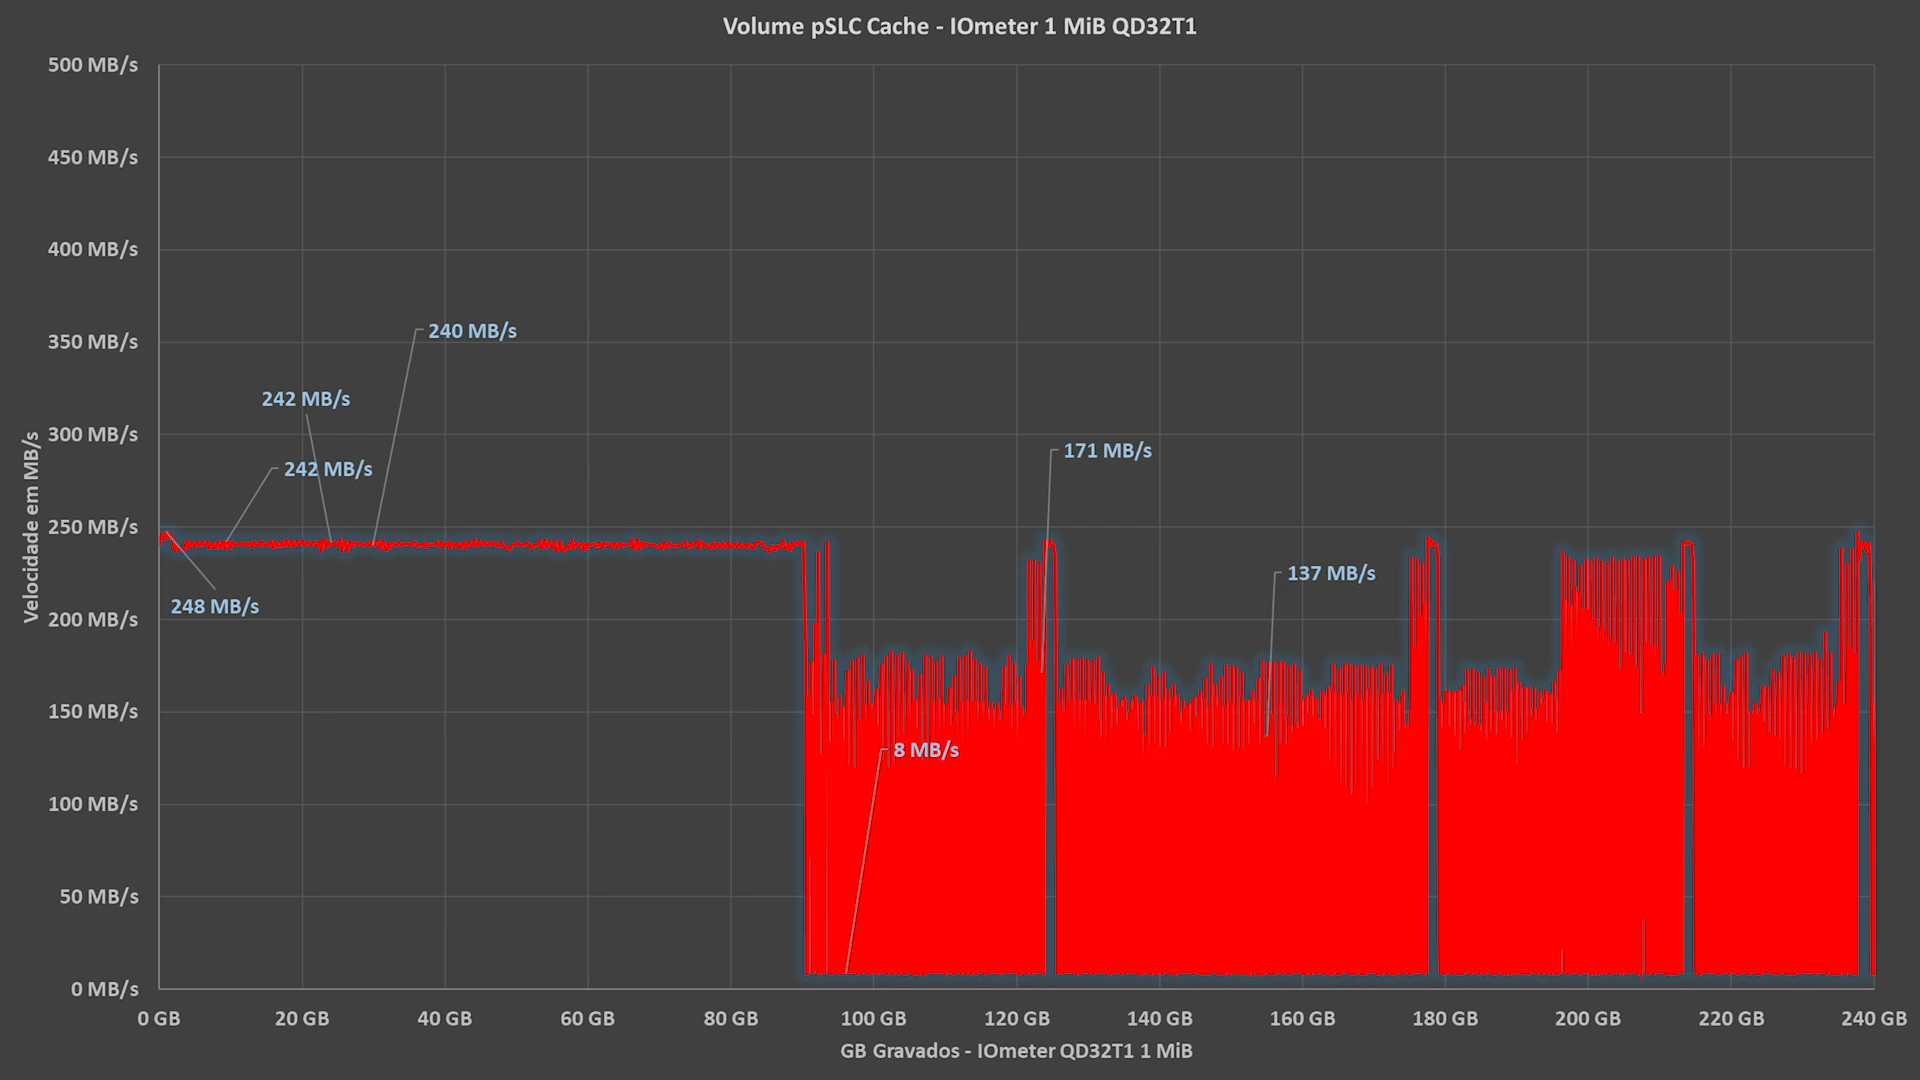 Volume pSLC Cache - IOmeter 1 MiB QD32T1
500 MB/s
450 MB/s
400 MB/s
350 MB/s
300 MB/s
250 MB/s
200 MB/s
150 MB/s
100 MB/s
50 MB/s
0 MB/s
Velocidade em MB/s
240 MB/s
242 MB/s
242 MB/s
248 MB/s
171 MB/s
137 MB/s
8 MB/s
0 GB
20 GB
40 GB
60 GB
80 GB
100 GB
120 GB
140 GB
160 GB
180 GB
200 GB
220 GB
240 GB
GB Gravados - IOmeter QD32T1 1 MiB